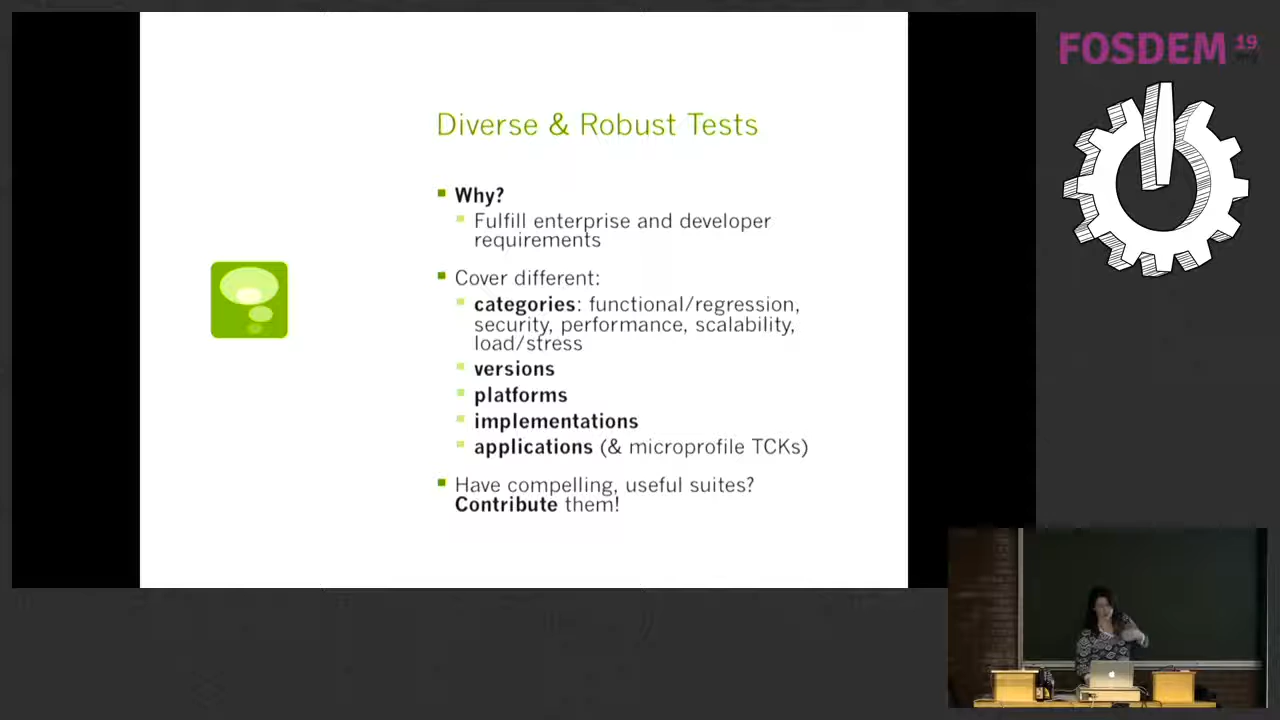 FOSDEM 19
Diverse & Robust Tests
Why?
Fulfill enterprise and developer
requirements
Cover different:
categories: functional/regression,
security, performance, scalability,
load/stress
versions
platforms
implementations
applications (& microprofile TCKs)
Have compelling, useful suites?
Contribute them!